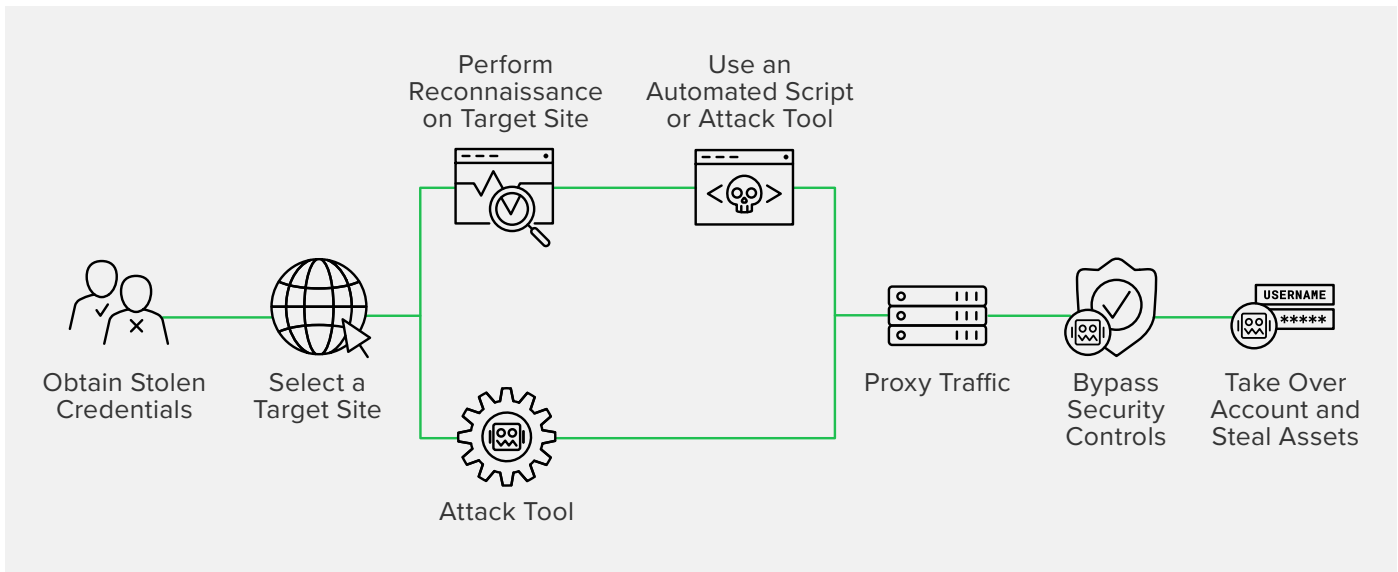 Perform
Reconnaissance
on Target Site
Use an
Automated Script
or Attack Tool
Obtain Stolen
Credentials
Select a
Target Site
Attack Tool
Proxy Traffic
Bypass
Security
Controls
USERNAME
*****
Take Over
Account and
Steal Assets